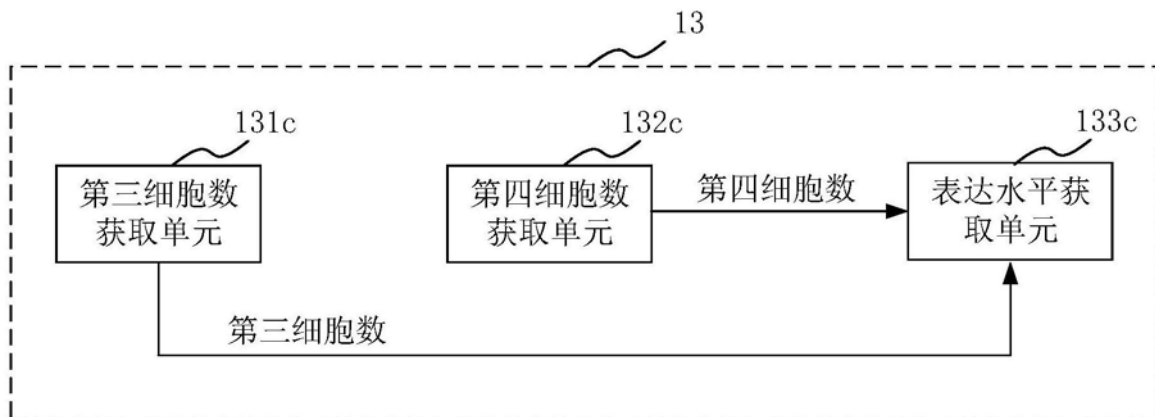 13
131c
132c
133c
第三细胞数
获取单元
第四细胞数
获取单元
第四细胞数
表达水平获
取单元
第三细胞数